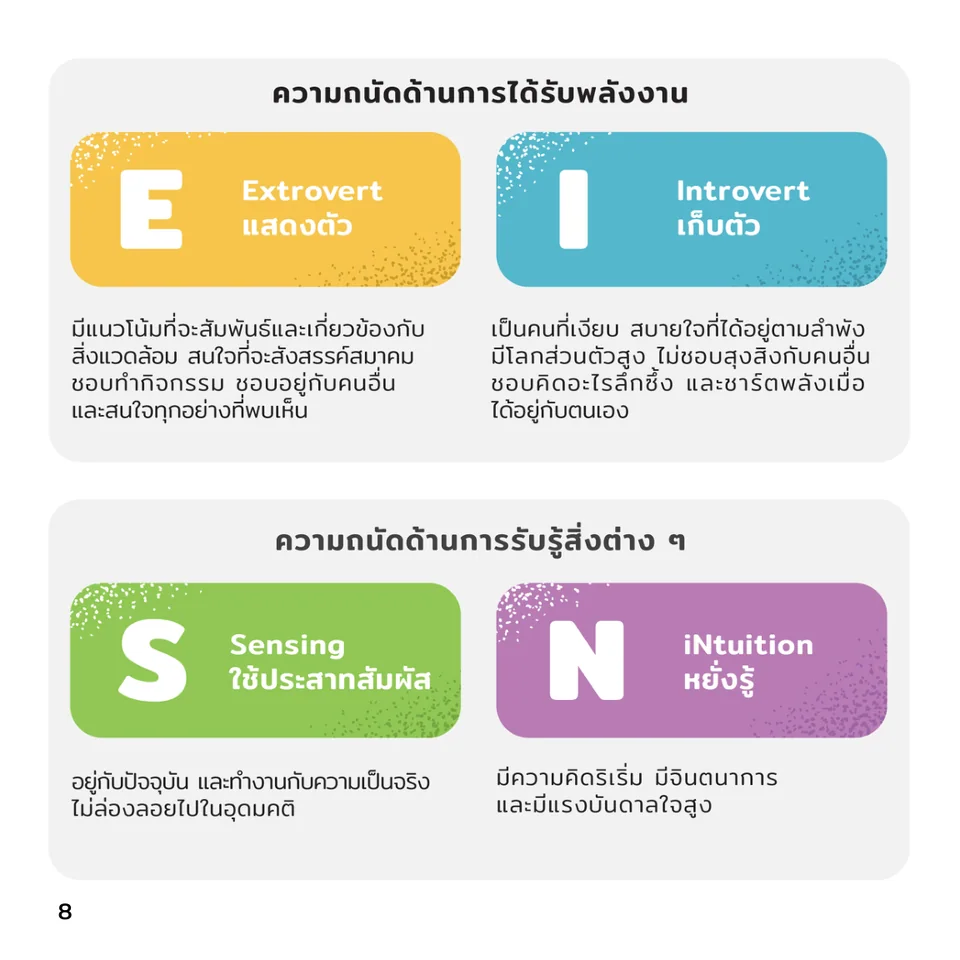 ความถนัดด้านการได้รับพลังงาน
E
Extrovert
แสดงตัว
I
Introvert
เก็บตัว
มีแนวโน้มที่จะสัมพันธ์และเกี่ยวข้องกับ
สิ่งแวดล้อม สนใจที่จะสังสรรค์สมาคม
ชอบทำกิจกรรม ชอบอยู่กับคนอื่น
และสนใจทุกอย่างที่พบเห็น
เป็นคนที่เงียบ สบายใจที่ได้อยู่ตามลำพัง
มีโลกส่วนตัวสูง ไม่ชอบสุงสิงกับคนอื่น
ชอบคิดอะไรลึกซึ้ง และชาร์ตพลังเมื่อ
ได้อยู่กับตนเอง
ความถนัดด้านการรับรู้สิ่งต่าง ๆ
S
Sensing
ใช้ประสาทสัมผัส
N
iNtuition
หยั่งรู้
อยู่กับปัจจุบัน และทำงานกับความเป็นจริง
ไม่ล่องลอยไปในอุดมคติ
มีความคิดริเริ่ม มีจินตนาการ
และมีแรงบันดาลใจสูง
8